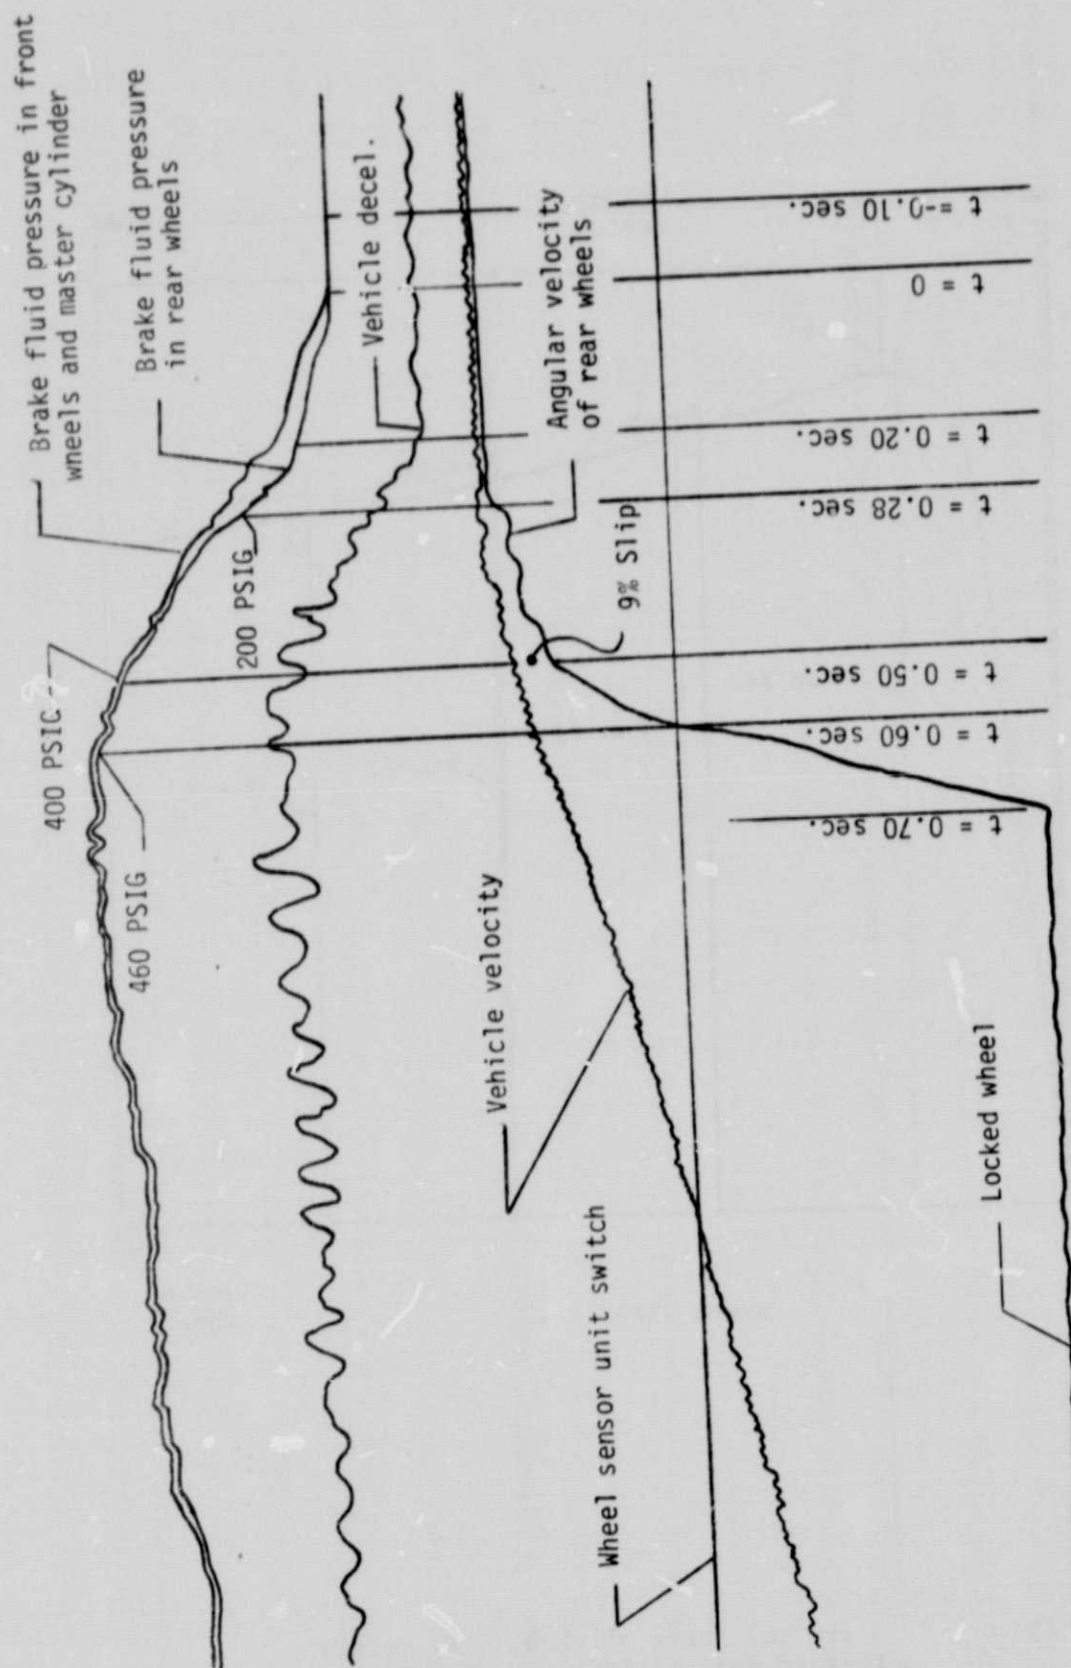 Brake fluid pressure in front
wheels and master cylinder
Brake fluid pressure
in rear wheels
Vehicle decel.
Angular velocity
of rear wheels
t =-0.10 sec.
t = 0
t = 0.20 sec.
t = 0.28 sec.
200 PSIG
9% Slip
400 PSIG
t = 0.50 sec.
t = 0.60 sec.
t = 0.70 sec.
460 PSIG
Vehicle velocity
Wheel sensor unit switch
Locked wheel